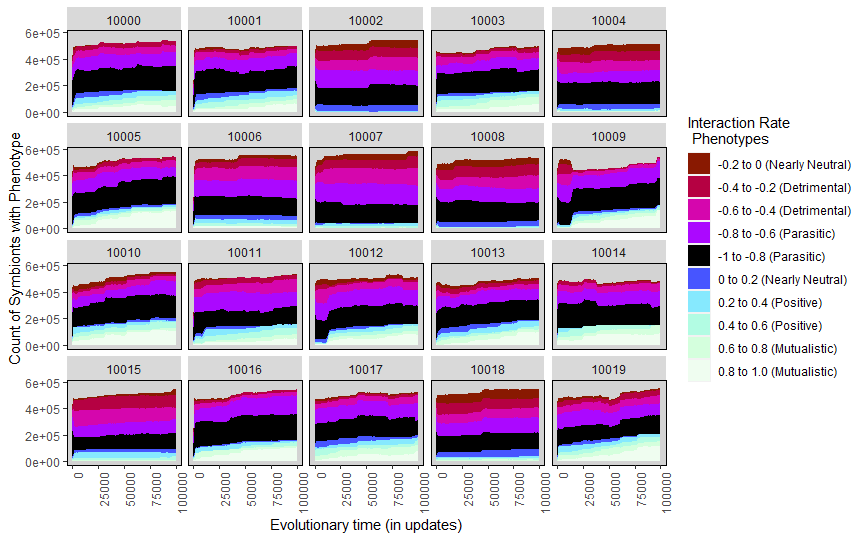 10000 10001 10002 10003 10004
6e+05
4e+05
2e+05
0e+00
10005 10006 10007 10008 10009
6e+05
4e+05
2e+05
0e+00
10010 10011 10012 10013 10014
6e+05
4e+05
2e+05
0e+00
10015 10016 10017 10018 10019
6e+05
4e+05
2e+05
0e+00
0 25000 50000 75000 100000 0 25000 50000 75000 100000 0 25000 50000 75000 100000 0 25000 50000 75000 100000 0 25000 50000 75000 100000
Evolutionary time (in updates)
Count of Symbionts with Phenotype
Interaction Rate
Phenotypes
-0.2 to 0 (Nearly Neutral)
-0.4 to -0.2 (Detrimental)
-0.6 to -0.4 (Detrimental)
-0.8 to -0.6 (Parasitic)
-1 to -0.8 (Parasitic)
0 to 0.2 (Nearly Neutral)
0.2 to 0.4 (Positive)
0.4 to 0.6 (Positive)
0.6 to 0.8 (Mutualistic)
0.8 to 1.0 (Mutualistic)